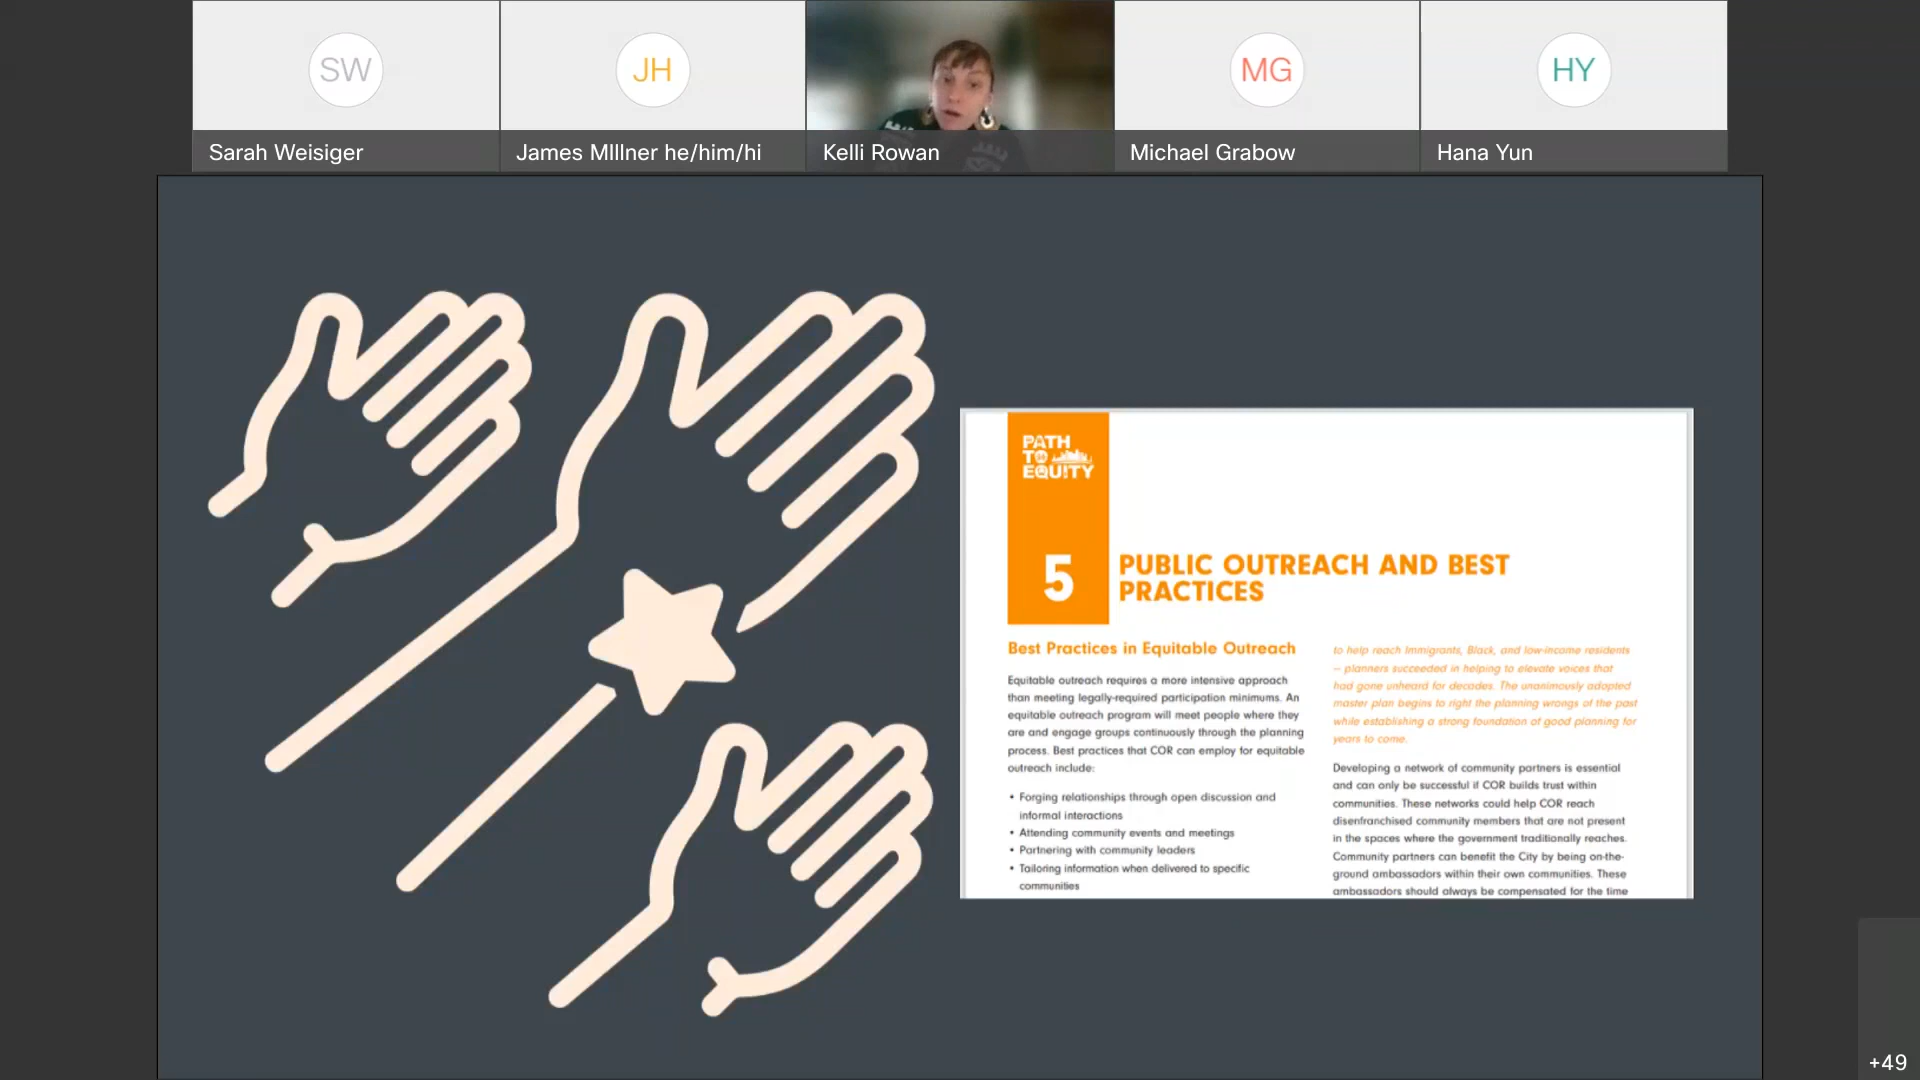 SW
JH
MG
HY
Sarah Weisiger
James MIllner he/him/hi
Kelli Rowan
Michael Grabow
Hana Yun
PATH
TO
EQUITY
5
PUBLIC OUTREACH AND BEST
PRACTICES
Best Practices in Equitable Outreach
Equitable outreach requires a more intensive approach
than meeting legally-required participation minimums. An
equitable outreach program will meet people where they
are and engage groups continuously through the planning
process. Best practices that COR can employ for equitable
outreach include:
• Forging relationships through open discussion and
informal interactions
• Attending community events and meetings
• Partnering with community leaders
• Tailoring information when delivered to specific
communities
to help reach Immigrants, Black, and low-income residents
– planners succeeded in helping to elevate voices that
had gone unheard for decades. The unanimously adopted
master plan begins to right the planning wrongs of the past
while establishing a strong foundation of good planning for
years to come.
Developing a network of community partners is essential
and can only be successful if COR builds trust within
communities. These networks could help COR reach
disenfranchised community members that are not present
in the spaces where the government traditionally reaches.
Community partners can benefit the City by being on-the-
ground ambassadors within their own communities. These
ambassadors should always be compensated for the time
+49